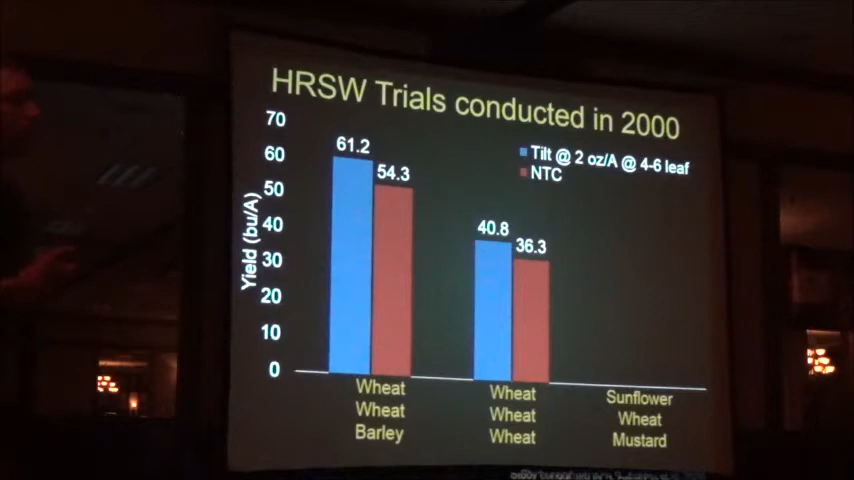 HRSW Trials conducted in 2000
70
60
50
40
30
20
10
0
Yield (bu/A)
61.2
54.3
40.8
36.3
Tilt @ 2 oz/A @ 4-6 leaf
NTC
Wheat
Wheat
Barley
Wheat
Wheat
Wheat
Sunflower
Wheat
Mustard